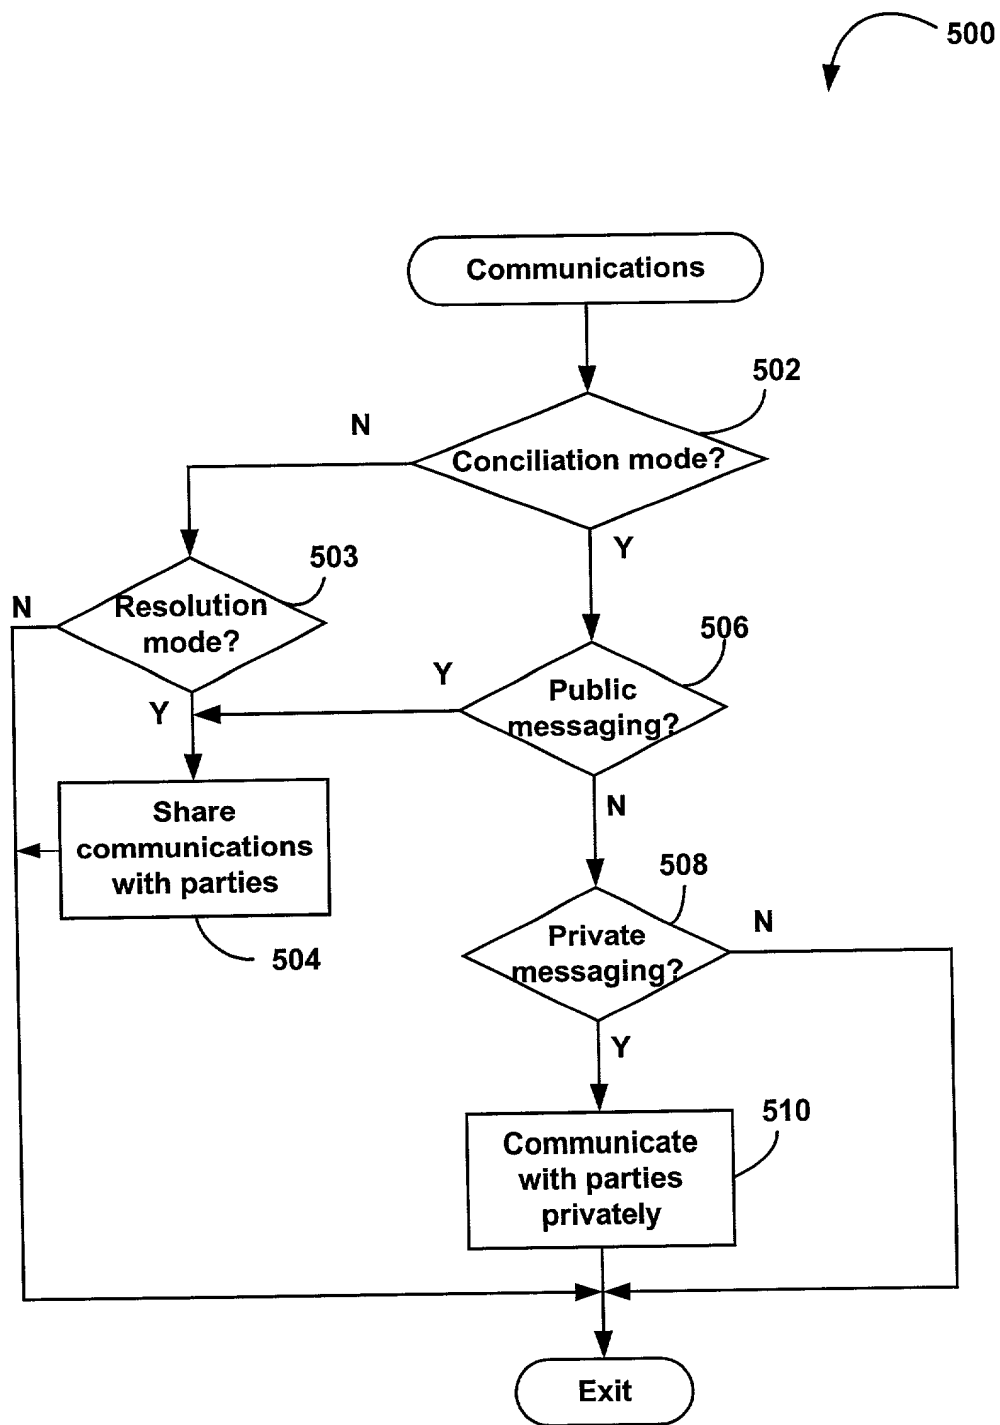 500
Communications
502
N
Conciliation mode?
Y
503
N
Resolution
mode?
506
Y
Public
messaging?
Y
N
Share
communications
with parties
508
N
Private
messaging?
504
Y
510
Communicate
with parties
privately
Exit